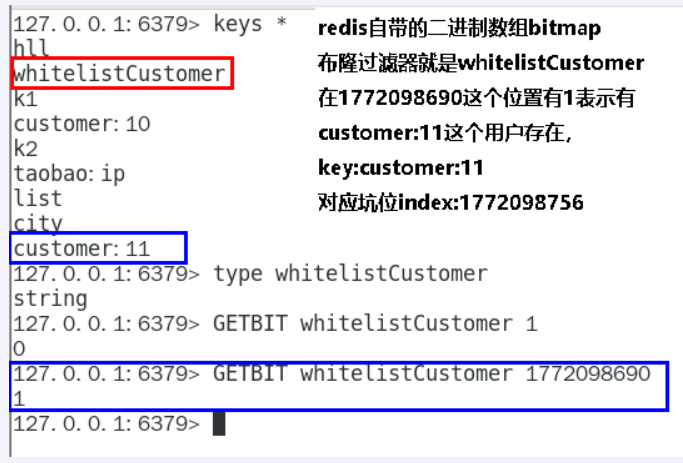 127.0.0.1:6379> keys *
hll
whitelistCustomer
k1
customer:10
k2
taobao:ip
list
city
customer:11
127.0.0.1:6379> type whitelistCustomer
string
127.0.0.1:6379> GETBIT whitelistCustomer 1
0
127.0.0.1:6379> GETBIT whitelistCustomer 1772098690
1
127.0.0.1:6379>
redis自带的二进制数组bitmap
布隆过滤器就是whitelistCustomer
在1772098690这个位置有1表示有
customer:11这个用户存在,
key:customer:11
对应坑位index:1772098756